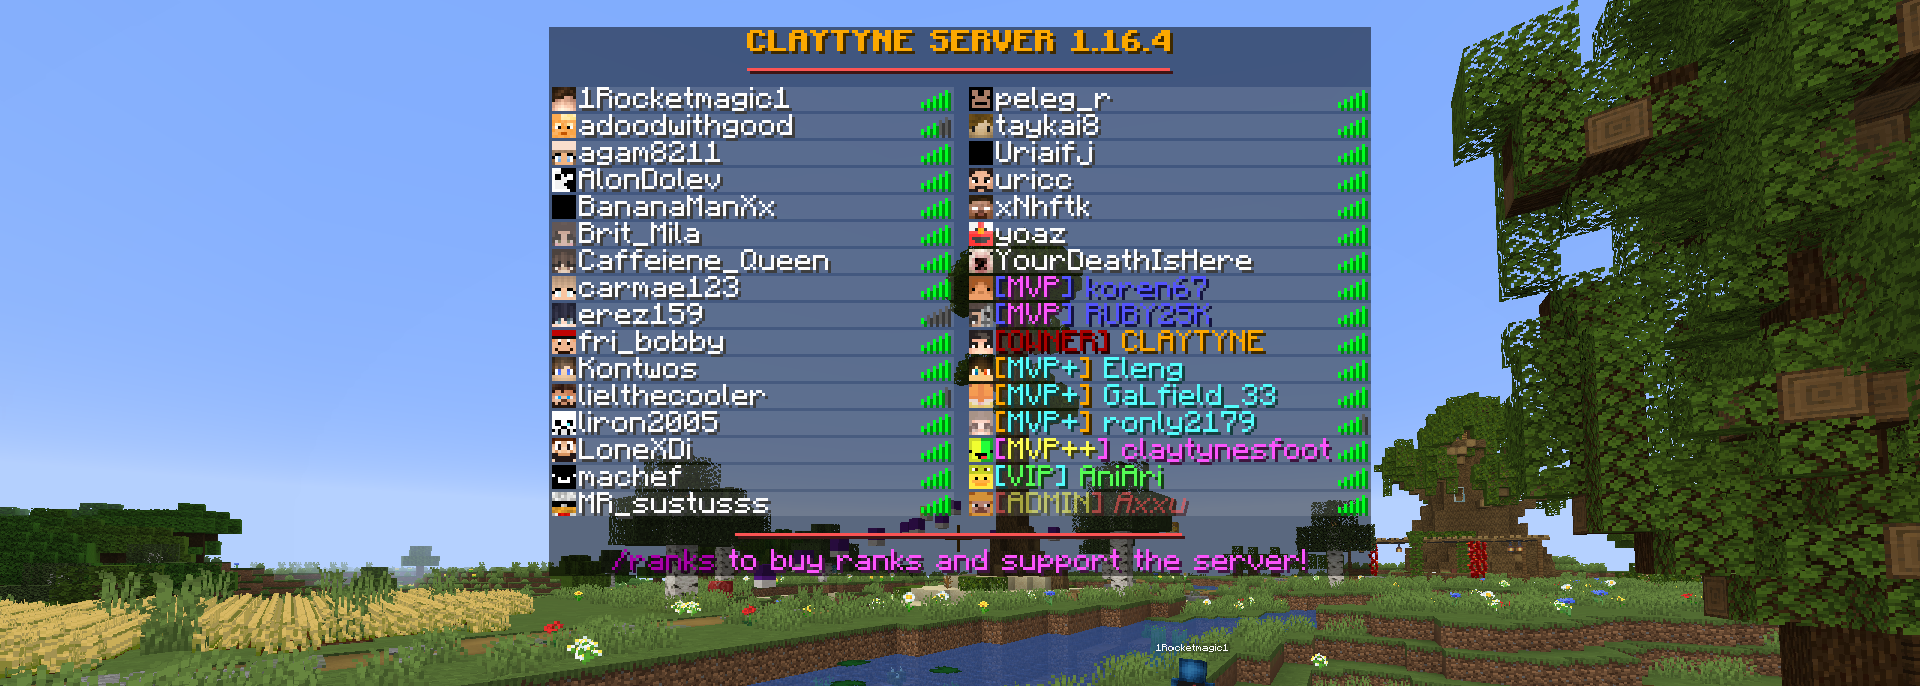 CLAYTYNE SERVER 1.16.4
1Rocketmagic1
adoodwithgood
agam8211
AlonDolev
BananaManXx
Brit_Mila
Caffeiene_Queen
carmae123
erez159
fri_bobby
Kontwos
lielthecooler
liron2005
LoneXDi
machef
MR_sustusss
peleg_r
taykai8
Uriaifj
uricc
xNhftk
yoaz
YourDeathIsHere
[MVP] koren67
[MVP] RUBY25K
[OWNER] CLAYTYNE
[MVP+] Eleng
[MVP+] GaLfield_33
[MVP+] ronly2179
[MVP++] claytynesfoot
[VIP] AniAri
[ADMIN] Axxu
/ranks to buy ranks and support the server!
1Rocketmagic1